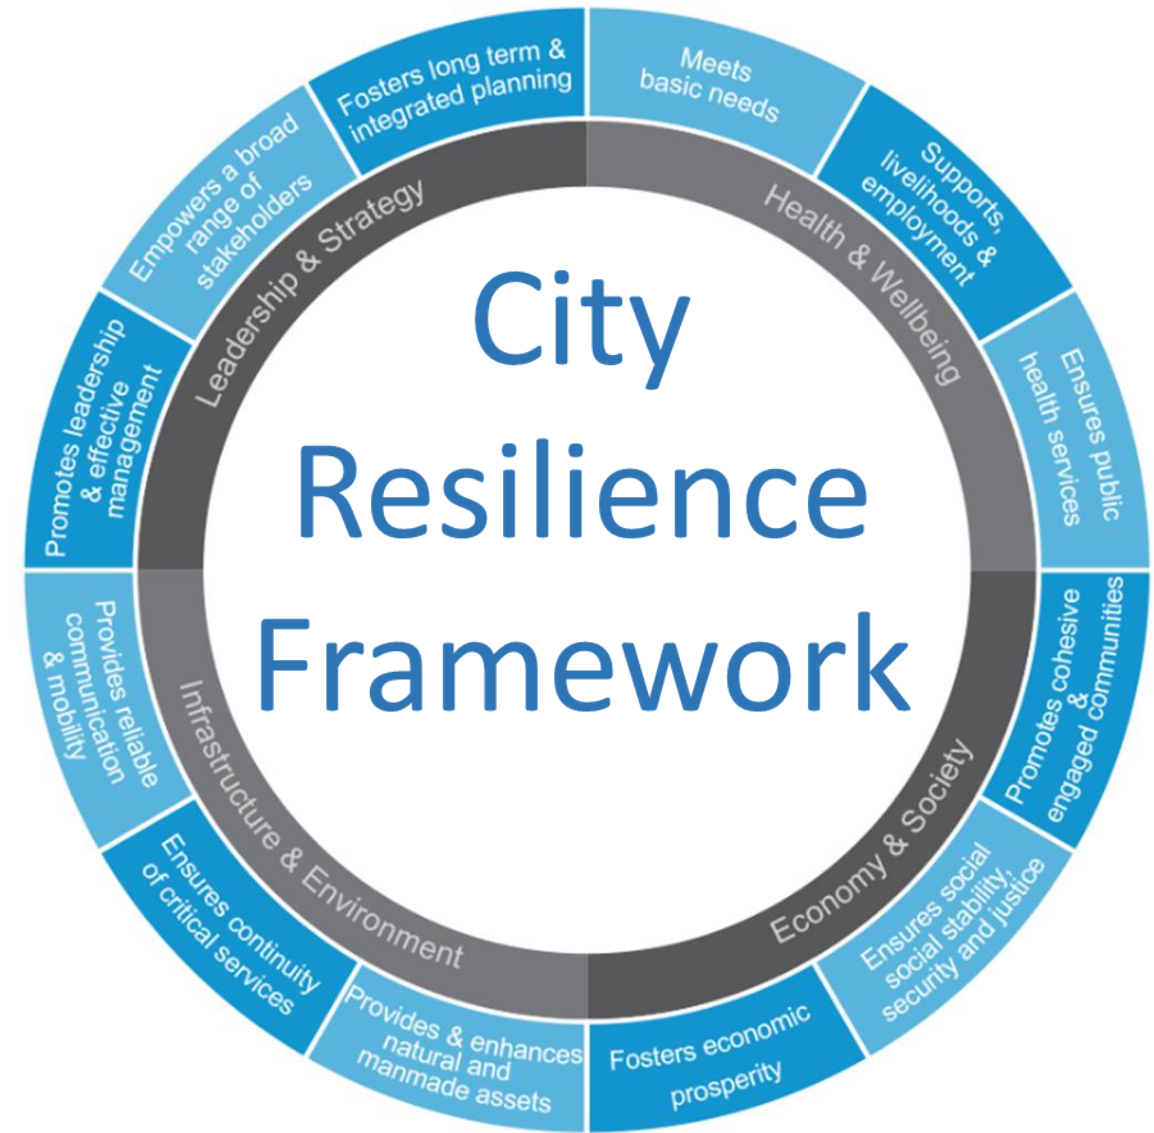 City
Resilience
Framework
Health & Wellbeing
Meets
basic needs
Supports,
livelihoods &
employment
Ensures public
health services
Economy & Society
Promotes cohesive
&
engaged communities
Ensures social
social stability,
security and justice
Fosters economic
prosperity
Infrastructure & Environment
Provides & enhances
natural and
manmade assets
Ensures continuity
of critical services
Provides reliable
communication
& mobility
Leadership & Strategy
Promotes leadership
& effective
management
Empowers a broad
range of
stakeholders
Fosters long term &
integrated planning